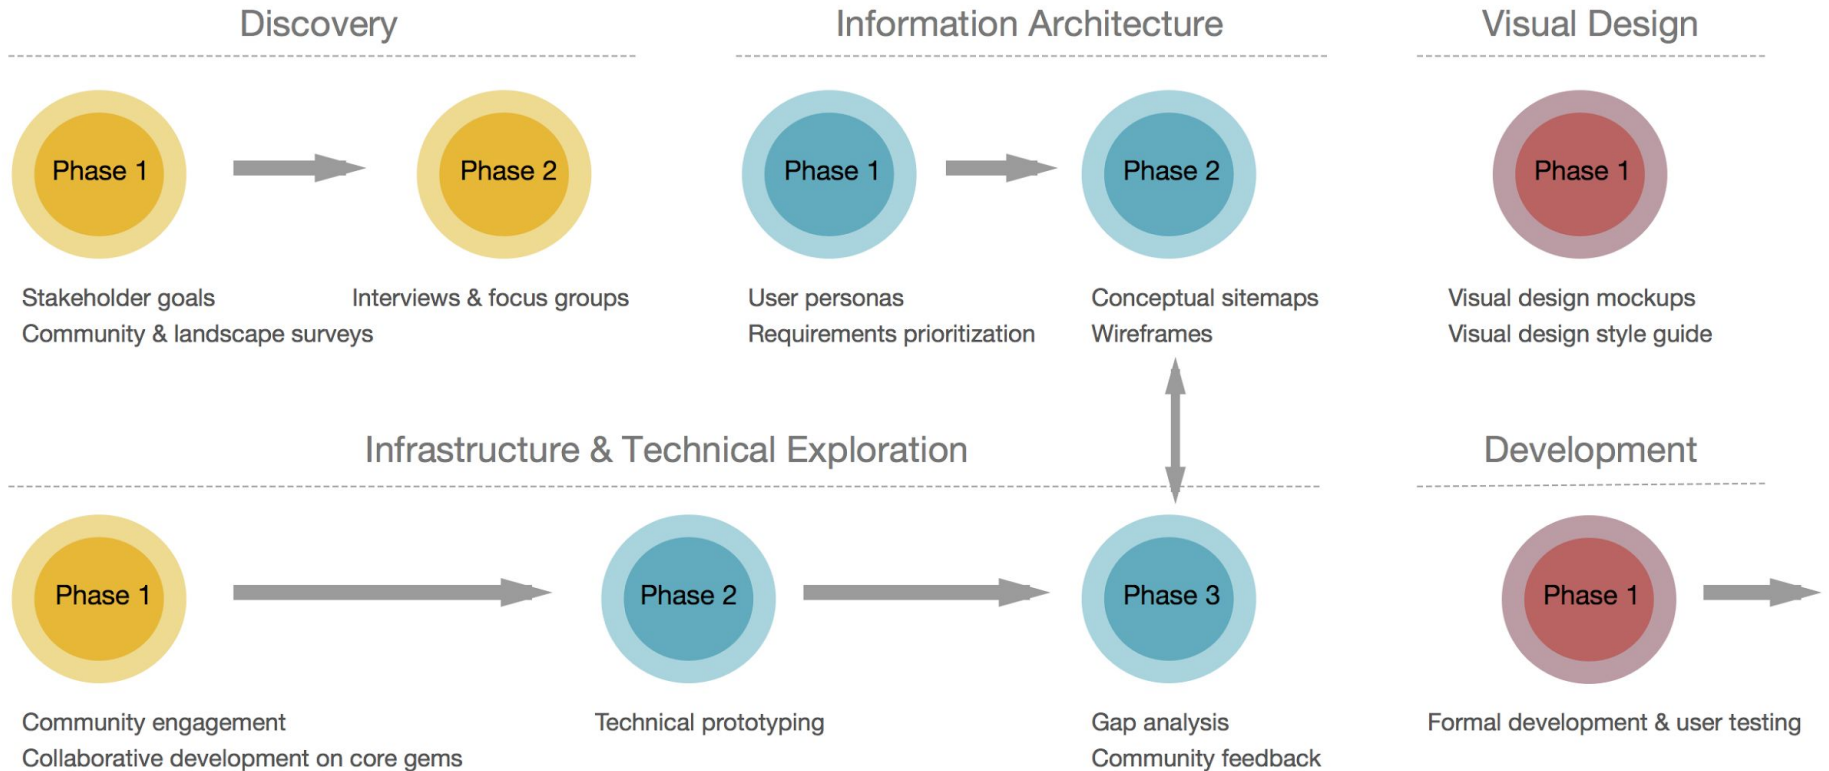 Discovery
Information Architecture
Visual Design
Phase 1
Phase 2
Phase 1
Phase 2
Phase 1
Stakeholder goals
Community & landscape surveys
Interviews & focus groups
User personas
Requirements prioritization
Conceptual sitemaps
Wireframes
Visual design mockups
Visual design style guide
Infrastructure & Technical Exploration
Development
Phase 1
Phase 2
Phase 3
Phase 1
Community engagement
Collaborative development on core gems
Technical prototyping
Gap analysis
Community feedback
Formal development & user testing